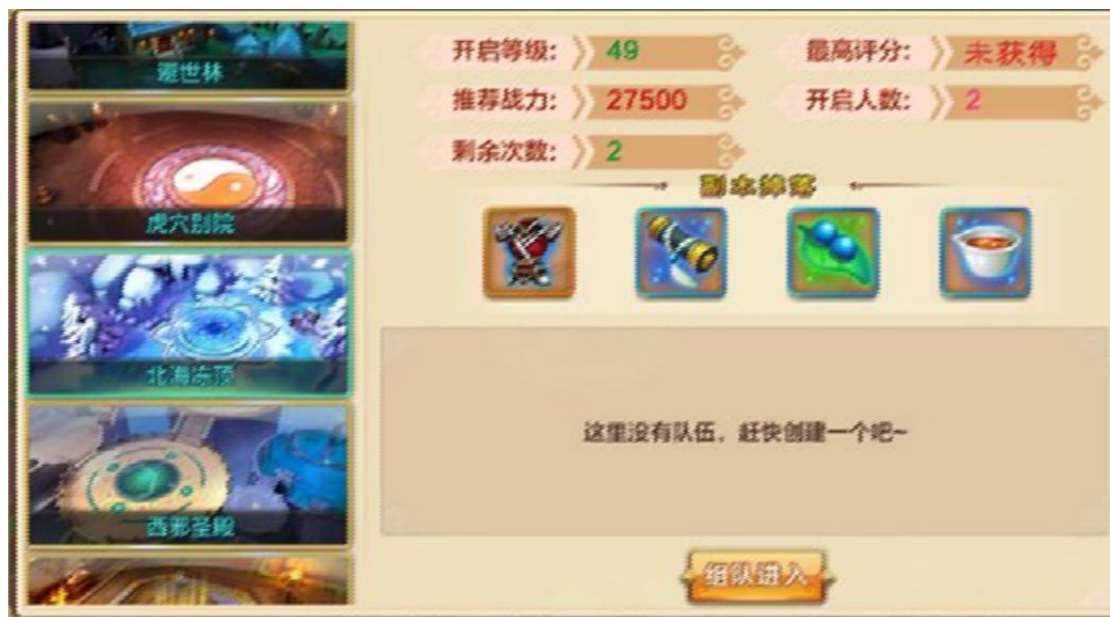 避世林
虎穴别院
北海冻顶
西邪圣殿
开启等级: 49
最高评分: 未获得
推荐战力: 27500
开启人数: 2
剩余次数: 2
副本掉落
这里没有队伍，赶快创建一个吧~
组队进入